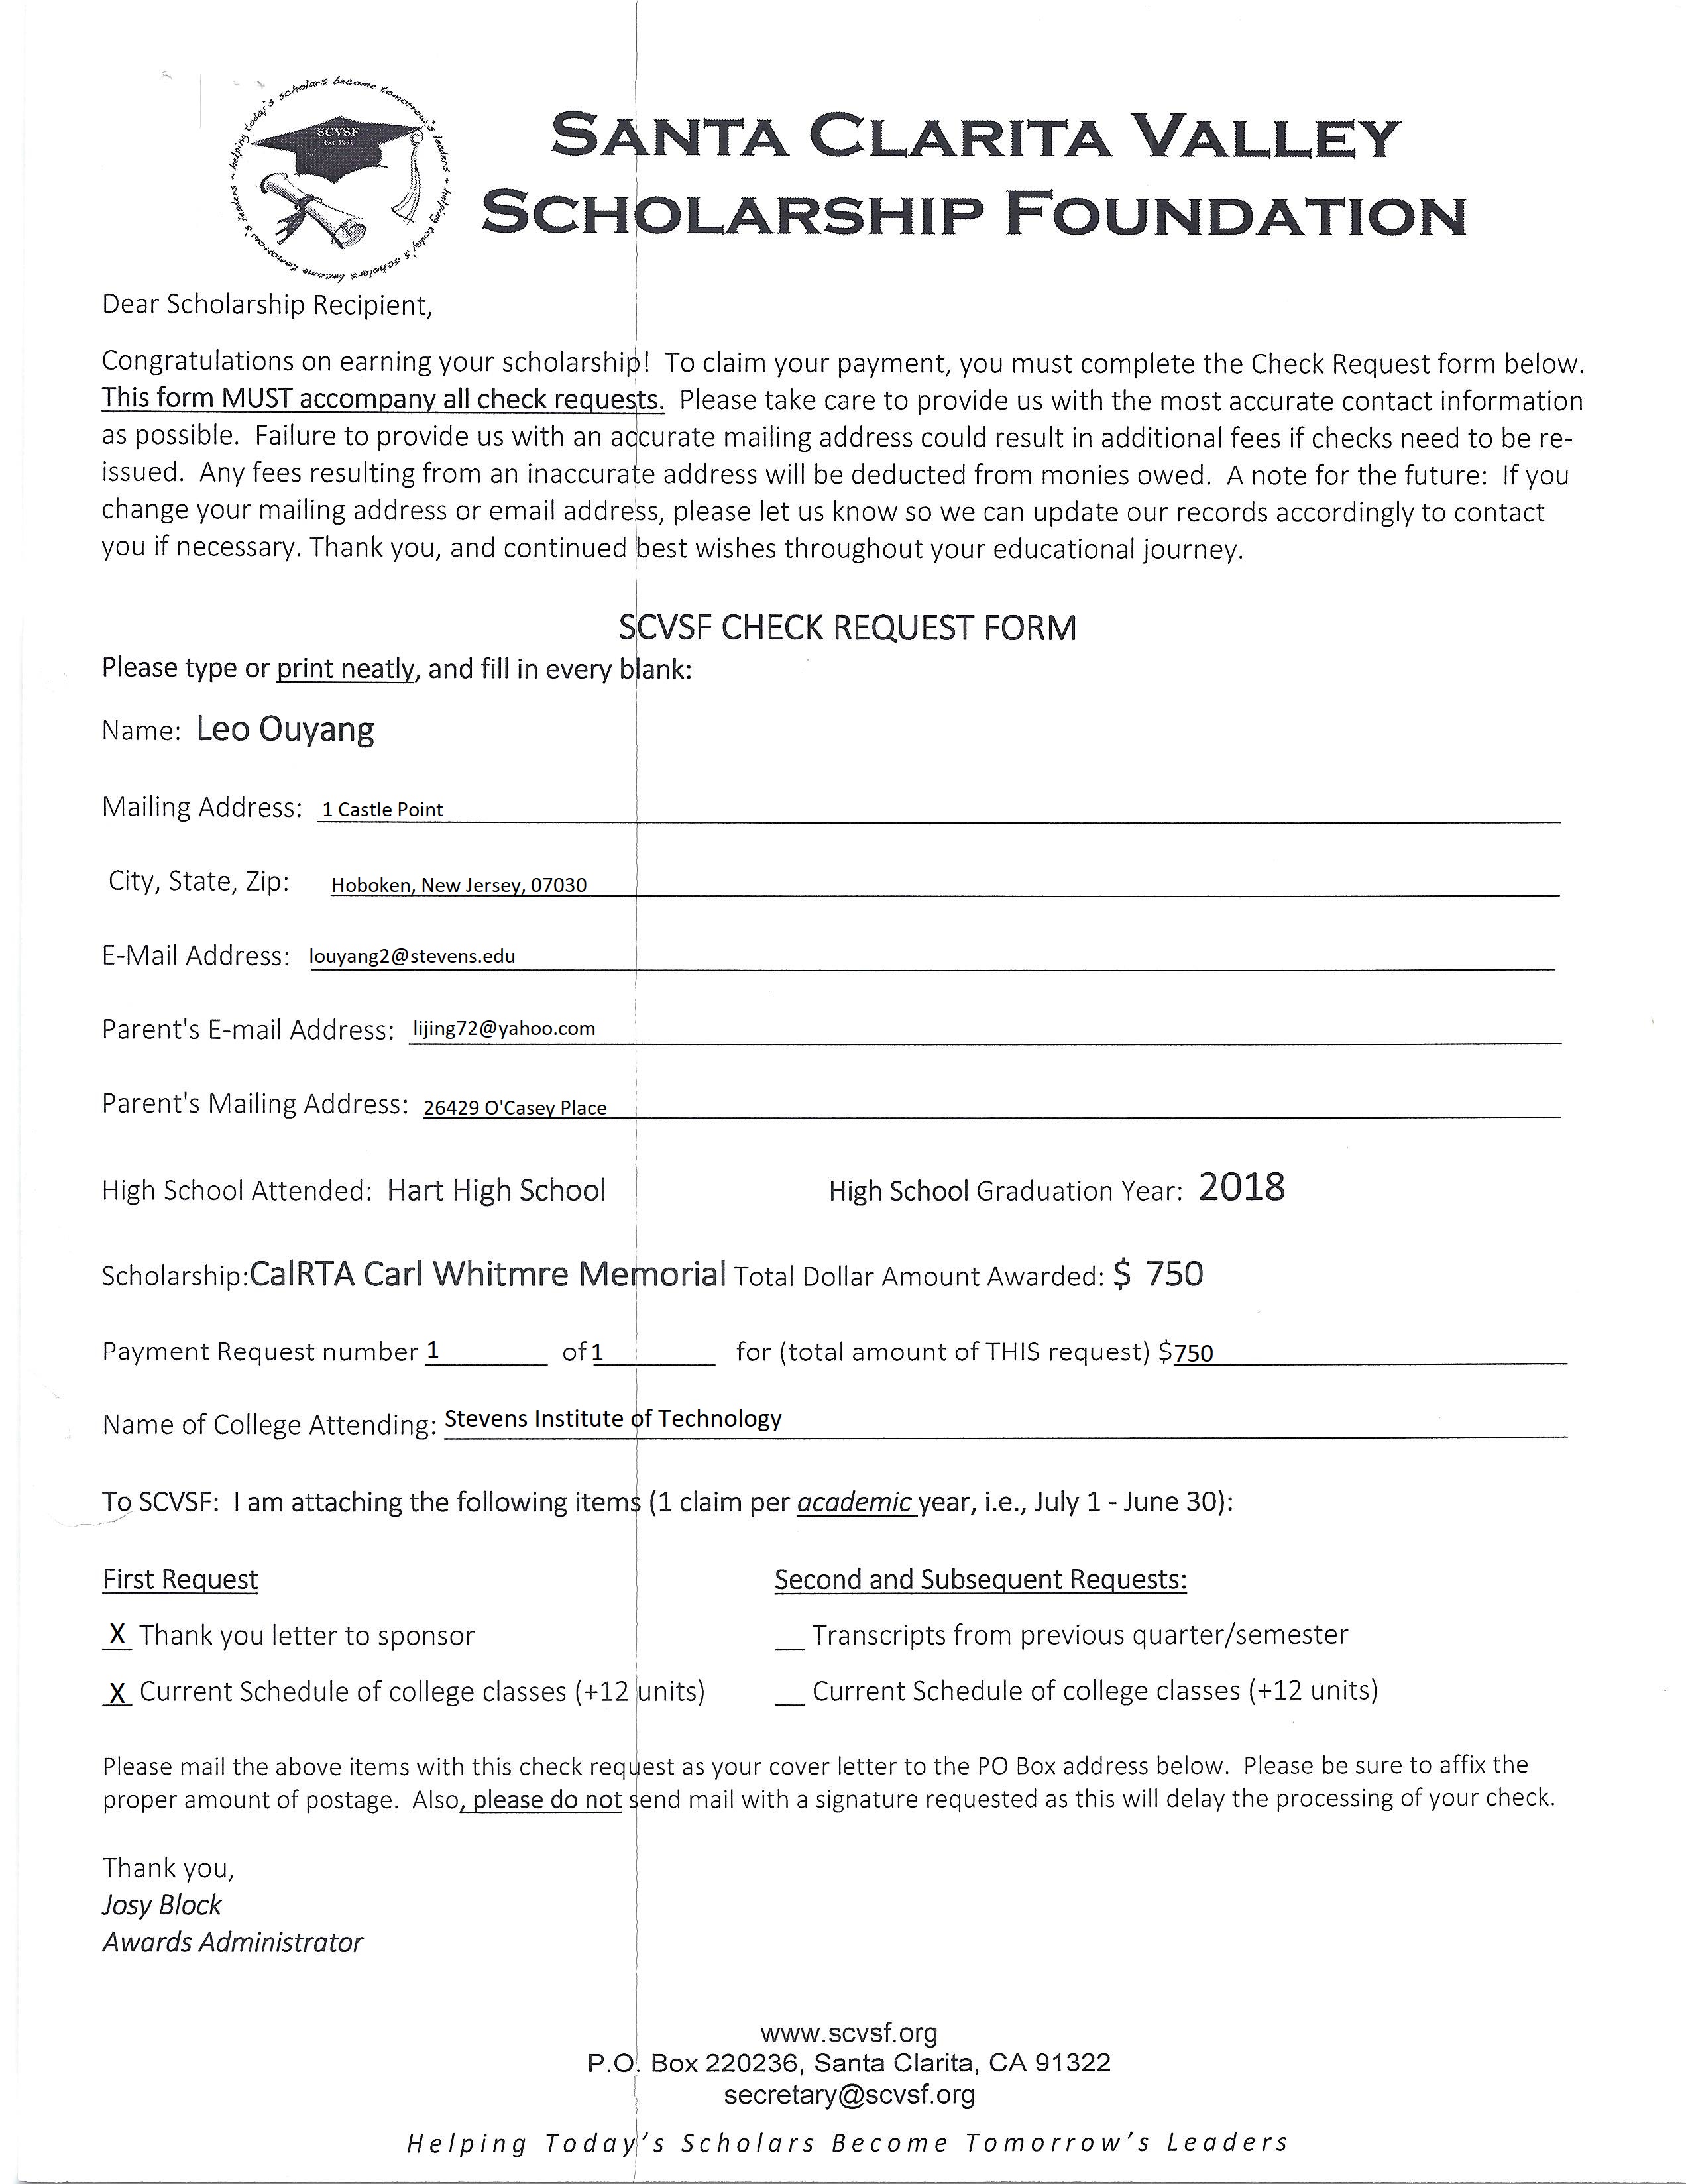 helping today's scholars become tomorrow's leaders ~ helping today's scholars become tomorrow's leaders ~
SCVSF
SANTA CLARITA VALLEY
SCHOLARSHIP FOUNDATION
Dear Scholarship Recipient,
Congratulations on earning your scholarship! To claim your payment, you must complete the Check Request form below.
This form MUST accompany all check requests. Please take care to provide us with the most accurate contact information
as possible. Failure to provide us with an accurate mailing address could result in additional fees if checks need to be re-
issued. Any fees resulting from an inaccurate address will be deducted from monies owed. A note for the future: If you
change your mailing address or email address, please let us know so we can update our records accordingly to contact
you if necessary. Thank you, and continued best wishes throughout your educational journey.
SCVSF CHECK REQUEST FORM
Please type or print neatly, and fill in every blank:
Name: Leo Ouyang
Mailing Address: 1 Castle Point
City, State, Zip: Hoboken, New Jersey, 07030
E-Mail Address: louyang2@stevens.edu
Parent's E-mail Address: lijing72@yahoo.com
Parent's Mailing Address: 26429 O'Casey Place
High School Attended: Hart High School High School Graduation Year: 2018
Scholarship:CalRTA Carl Whitmre Memorial Total Dollar Amount Awarded: $ 750
Payment Request number 1 of 1 for (total amount of THIS request) $750
Name of College Attending: Stevens Institute of Technology
To SCVSF: I am attaching the following items (1 claim per academic year, i.e., July 1 - June 30):
First Request Second and Subsequent Requests:
X Thank you letter to sponsor __ Transcripts from previous quarter/semester
X Current Schedule of college classes (+12 units) __ Current Schedule of college classes (+12 units)
Please mail the above items with this check request as your cover letter to the PO Box address below. Please be sure to affix the
proper amount of postage. Also, please do not send mail with a signature requested as this will delay the processing of your check.
Thank you,
Josy Block
Awards Administrator
www.scvsf.org
P.O. Box 220236, Santa Clarita, CA 91322
secretary@scvsf.org
Helping Today's Scholars Become Tomorrow's Leaders